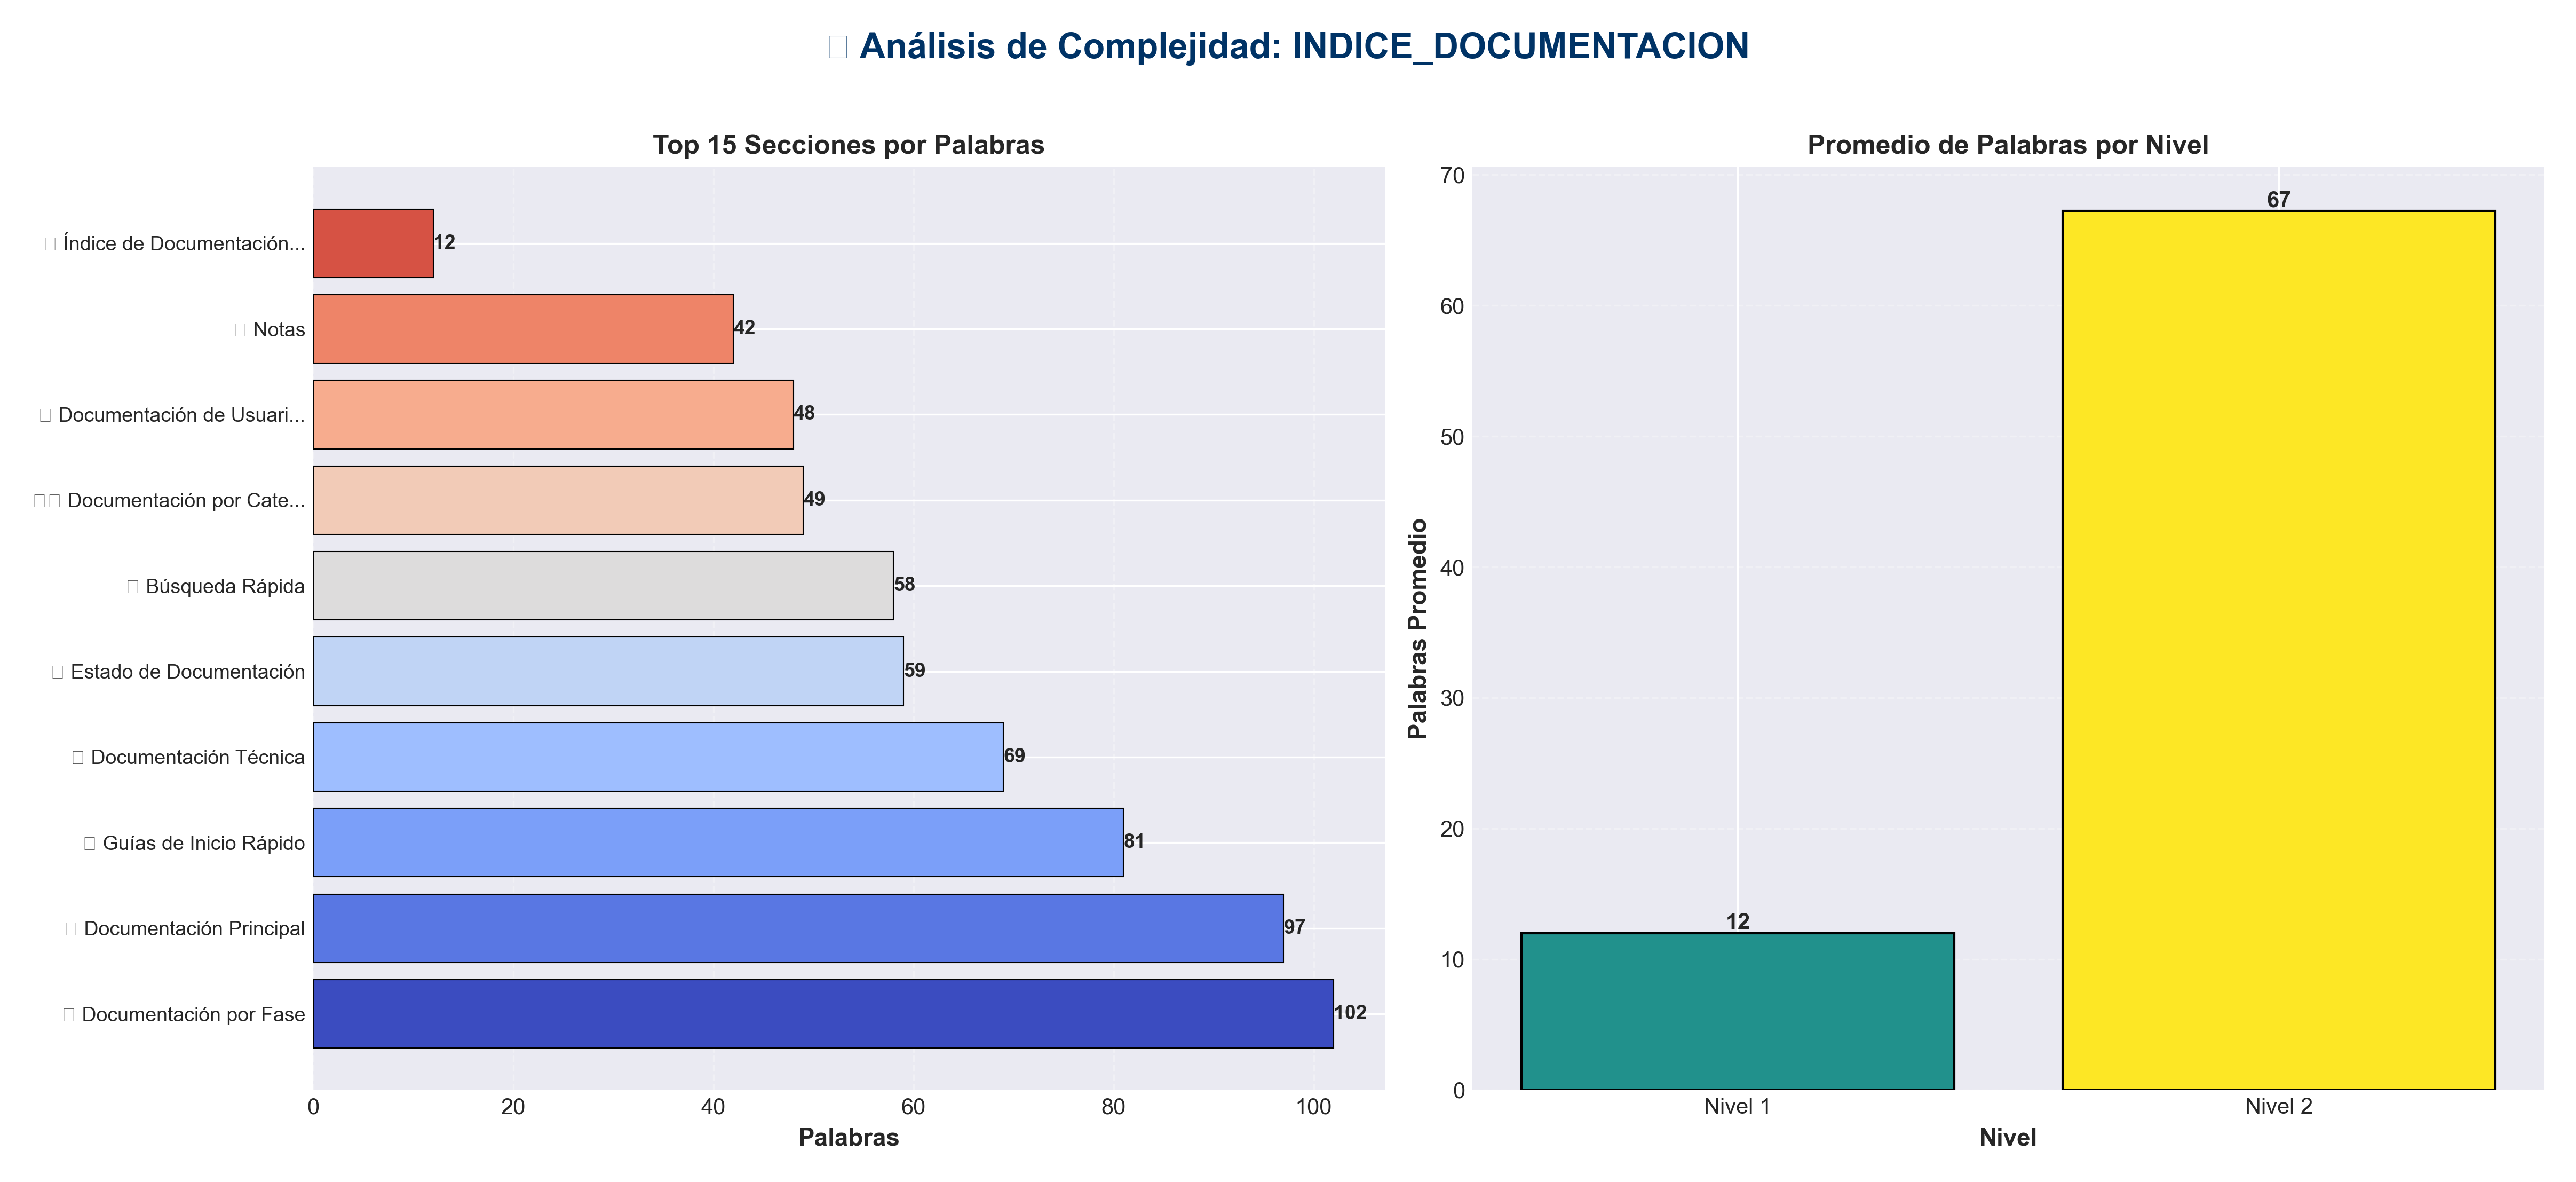 Análisis de Complejidad: INDICE_DOCUMENTACION
Top 15 Secciones por Palabras
Índice de Documentación...
12
Notas
42
Documentación de Usuari...
48
Documentación por Cate...
49
Búsqueda Rápida
58
Estado de Documentación
59
Documentación Técnica
69
Guías de Inicio Rápido
81
Documentación Principal
97
Documentación por Fase
102
0 20 40 60 80 100
Palabras
Promedio de Palabras por Nivel
Palabras Promedio
70
60
50
40
30
20
10
0
12
67
Nivel 1 Nivel 2
Nivel